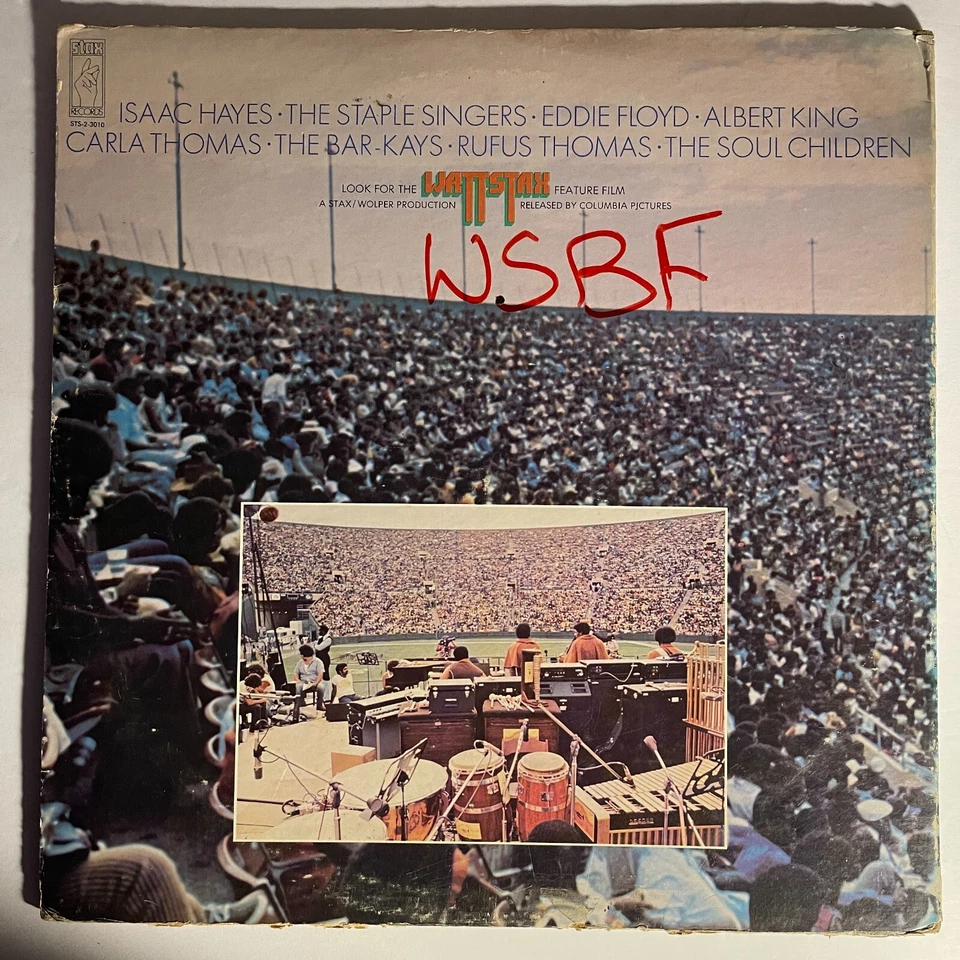 stax
RECORDS
STS-2-3010
ISAAC HAYES · THE STAPLE SINGERS · EDDIE FLOYD · ALBERT KING
CARLA THOMAS · THE BAR-KAYS · RUFUS THOMAS · THE SOUL CHILDREN
LOOK FOR THE WATTSTAX FEATURE FILM
A STAX/WOLPER PRODUCTION RELEASED BY COLUMBIA PICTURES
WSBF